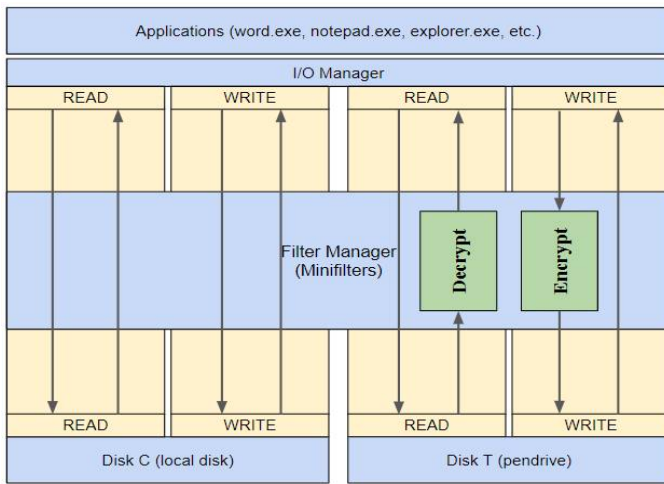 Applications (word.exe, notepad.exe, explorer.exe, etc.)
I/O Manager
READ
WRITE
READ
WRITE
Filter Manager
(Minifilters)
Decrypt
Encrypt
READ
WRITE
READ
WRITE
Disk C (local disk)
Disk T (pendrive)